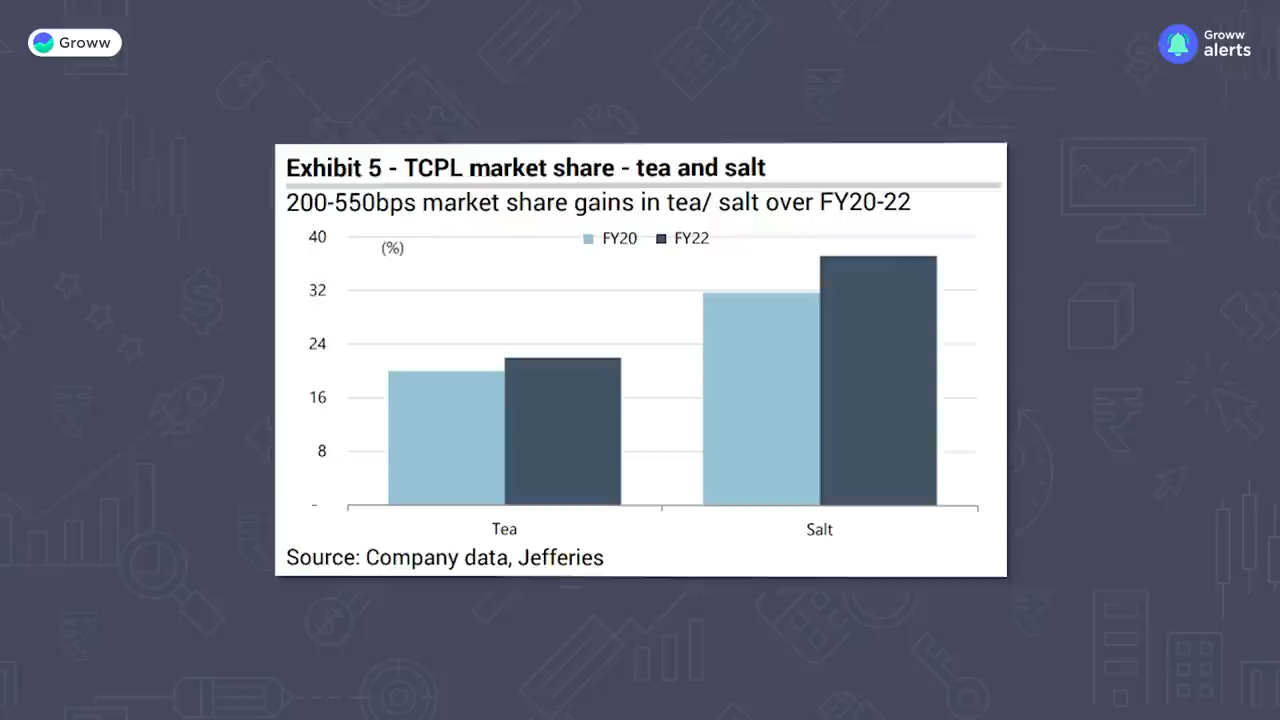 Groww
Groww
alerts
Exhibit 5 - TCPL market share - tea and salt
200-550bps market share gains in tea/ salt over FY20-22
40
(%)
FY20
FY22
32
24
16
8
-
Tea
Salt
Source: Company data, Jefferies